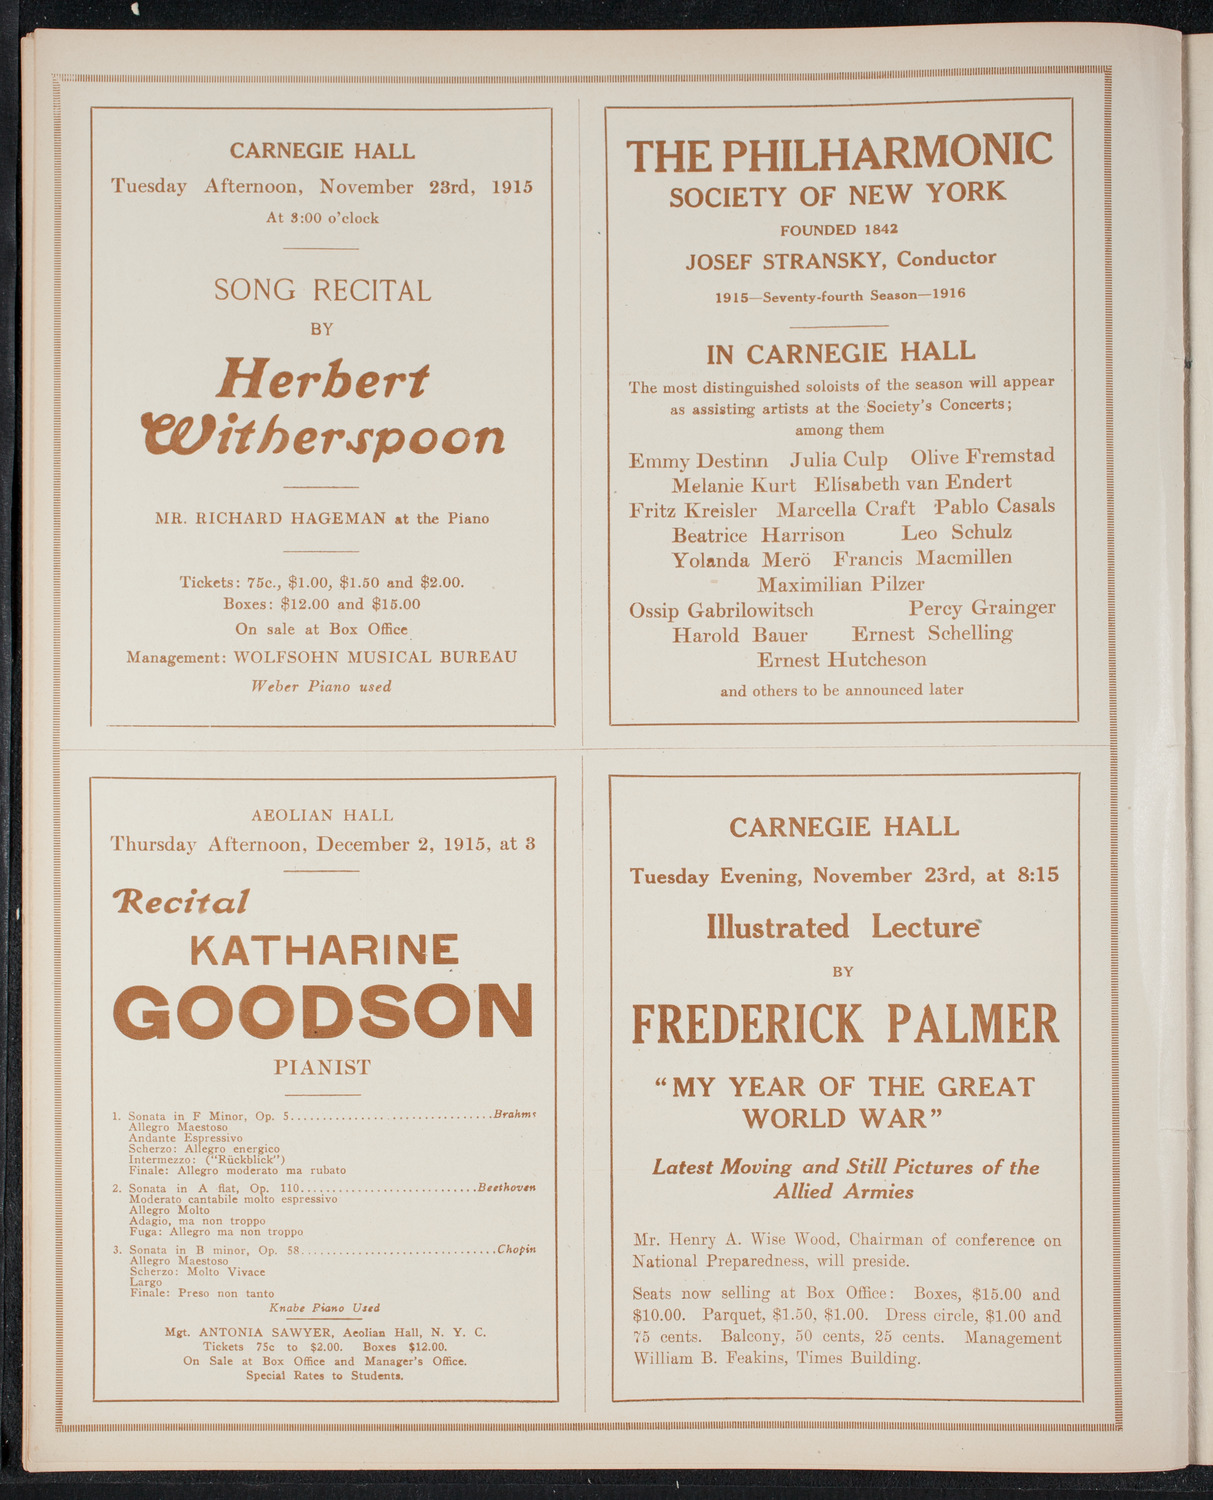 CARNEGIE HALL
Tuesday Afternoon, November 23rd, 1915
At 3:00 o'clock
SONG RECITAL
BY
Herbert
Witherspoon
MR. RICHARD HAGEMAN at the Piano
Tickets: 75c., $1.00, $1.50 and $2.00.
Boxes: $12.00 and $15.00
On sale at Box Office
Management: WOLFSOHN MUSICAL BUREAU
Weber Piano used
THE PHILHARMONIC
SOCIETY OF NEW YORK
FOUNDED 1842
JOSEF STRANSKY, Conductor
1915—Seventy-fourth Season—1916
IN CARNEGIE HALL
The most distinguished soloists of the season will appear
as assisting artists at the Society's Concerts;
among them
Emmy Destinn Julia Culp Olive Fremstad
Melanie Kurt Elisabeth van Endert
Fritz Kreisler Marcella Craft Pablo Casals
Beatrice Harrison Leo Schulz
Yolanda Merö Francis Macmillen
Maximilian Pilzer
Ossip Gabrilowitsch Percy Grainger
Harold Bauer Ernest Schelling
Ernest Hutcheson
and others to be announced later
AEOLIAN HALL
Thursday Afternoon, December 2, 1915, at 3
Recital
KATHARINE
GOODSON
PIANIST
1. Sonata in F Minor, Op. 5................................Brahms
Allegro Maestoso
Andante Espressivo
Scherzo: Allegro energico
Intermezzo: ("Rückblick")
Finale: Allegro moderato ma rubato
2. Sonata in A flat, Op. 110............................Beethoven
Moderato cantabile molto espressivo
Allegro Molto
Adagio, ma non troppo
Fuga: Allegro ma non troppo
3. Sonata in B minor, Op. 58...............................Chopin
Allegro Maestoso
Scherzo: Molto Vivace
Largo
Finale: Preso non tanto
Knabe Piano Used
Mgt. ANTONIA SAWYER, Aeolian Hall, N. Y. C.
Tickets 75c to $2.00. Boxes $12.00.
On Sale at Box Office and Manager's Office.
Special Rates to Students.
CARNEGIE HALL
Tuesday Evening, November 23rd, at 8:15
Illustrated Lecture
BY
FREDERICK PALMER
"MY YEAR OF THE GREAT
WORLD WAR"
Latest Moving and Still Pictures of the
Allied Armies
Mr. Henry A. Wise Wood, Chairman of conference on
National Preparedness, will preside.
Seats now selling at Box Office: Boxes, $15.00 and
$10.00. Parquet, $1.50, $1.00. Dress circle, $1.00 and
75 cents. Balcony, 50 cents, 25 cents. Management
William B. Feakins, Times Building.